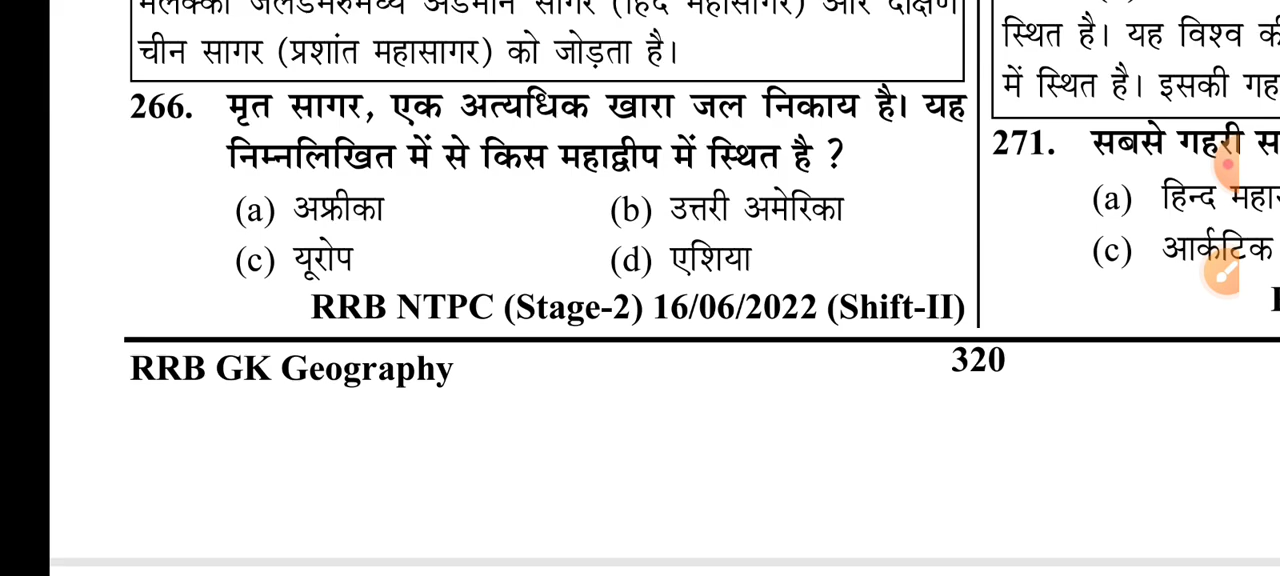 चीन सागर (प्रशांत महासागर) को जोड़ता है।
266. मृत सागर, एक अत्यधिक खारा जल निकाय है। यह
निम्नलिखित में से किस महाद्वीप में स्थित है ?
(a) अफ्रीका (b) उत्तरी अमेरिका
(c) यूरोप (d) एशिया
RRB NTPC (Stage-2) 16/06/2022 (Shift-II)
स्थित है। यह विश्व
में स्थित है। इसकी
271. सबसे गहरी
(a) हिन्द
(c) आर्कटिक
RRB GK Geography 320